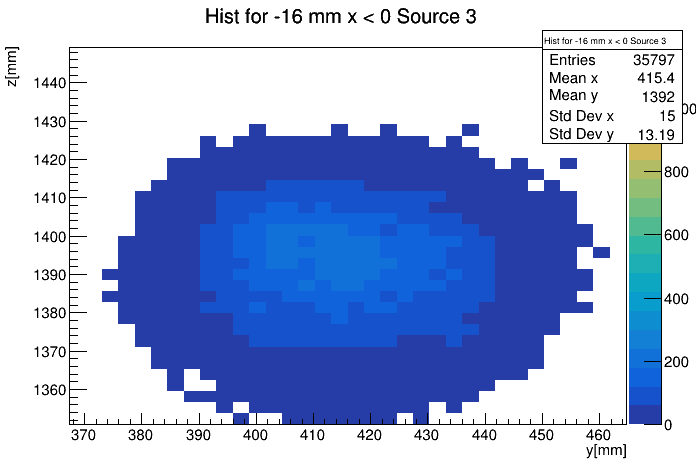 Hist for -16 mm x < 0 Source 3
Hist for -16 mm x < 0 Source 3
Entries 35797
Mean x 415.4
Mean y 1392
Std Dev x 15
Std Dev y 13.19
z[mm]
1440
1430
1420
1410
1400
1390
1380
1370
1360
00
800
600
400
200
0
370 380 390 400 410 420 430 440 450 460
y[mm]